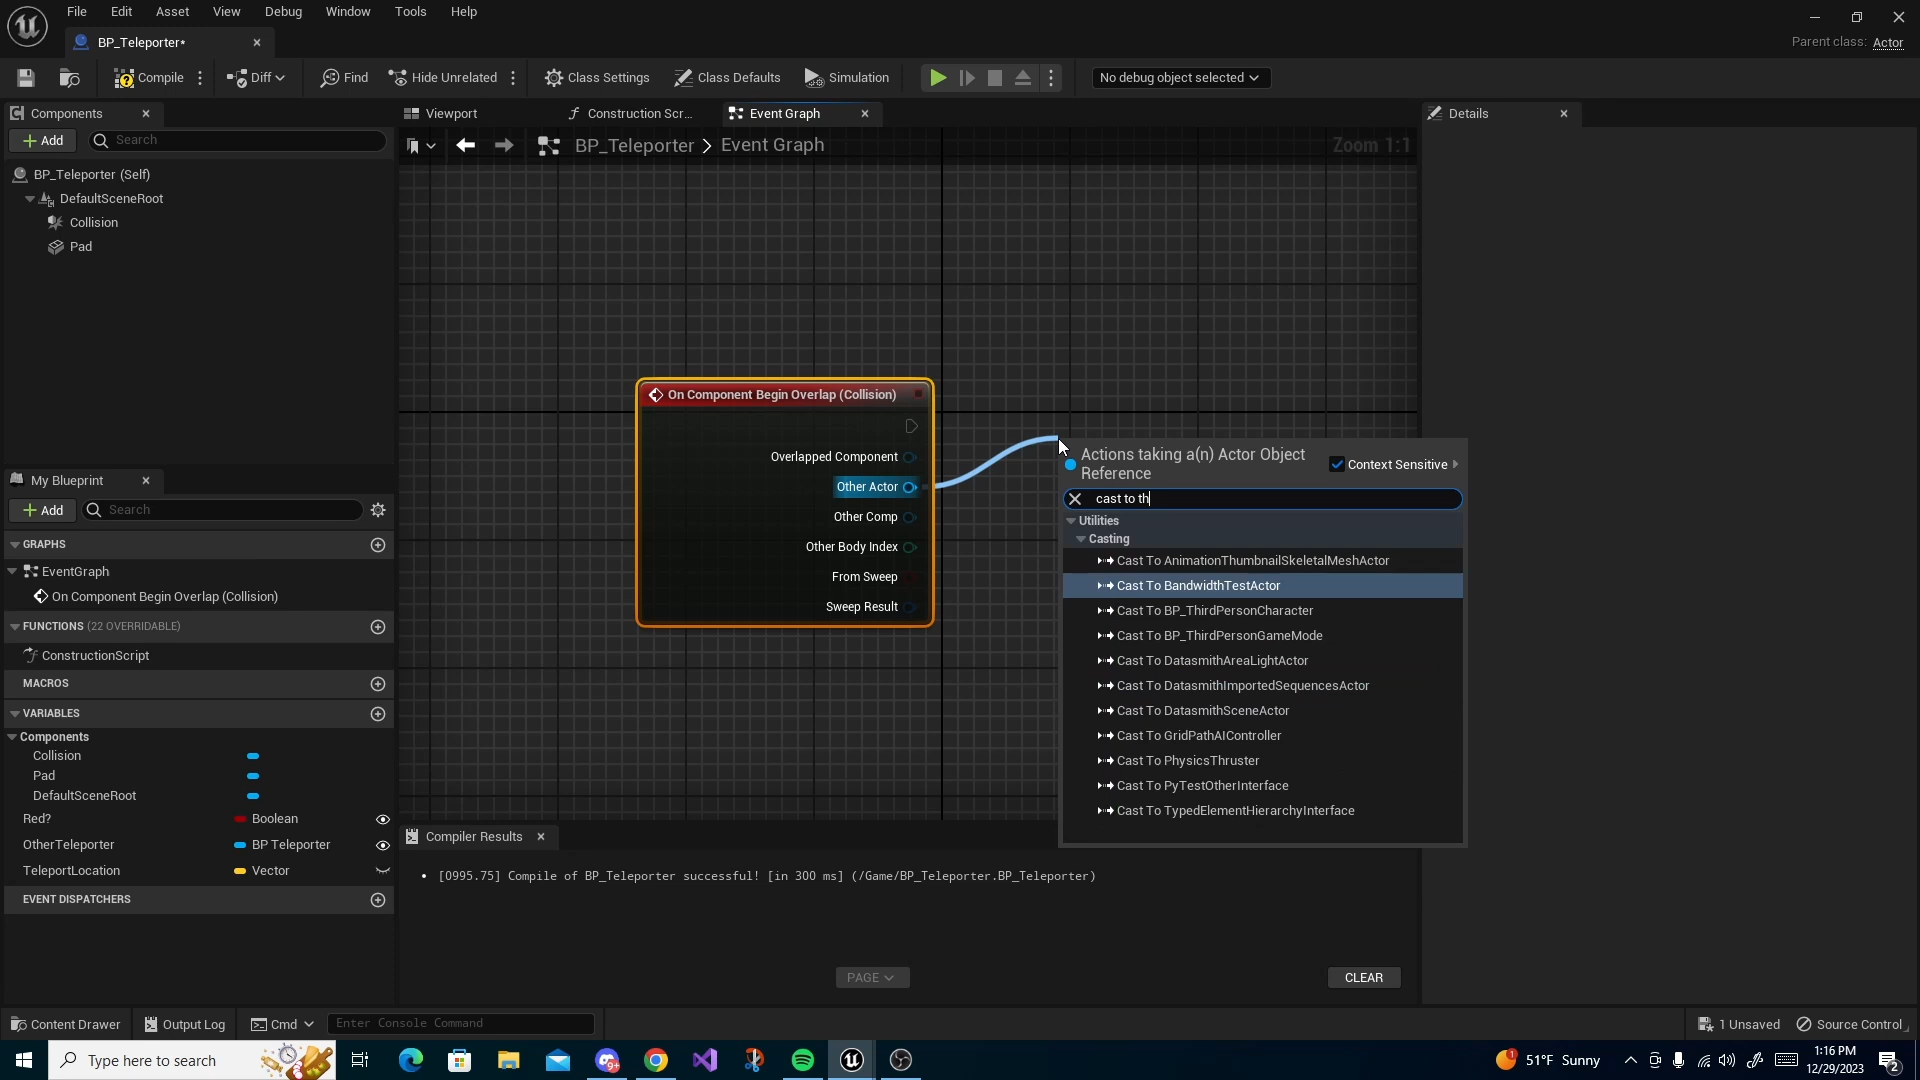 File Edit Asset View Debug Window Tools Help
BP_Teleporter*
Parent class: Actor
Compile Diff Find Hide Unrelated Class Settings Class Defaults Simulation No debug object selected
Components
Viewport Construction Scr... Event Graph
Details
Add Search
BP_Teleporter > Event Graph
Zoom 1:1
BP_Teleporter (Self)
DefaultSceneRoot
Collision
Pad
On Component Begin Overlap (Collision)
Overlapped Component
Other Actor
Other Comp
Other Body Index
From Sweep
Sweep Result
Actions taking a(n) Actor Object
Reference
Context Sensitive
cast to th
Utilities
Casting
Cast To AnimationThumbnailSkeletalMeshActor
Cast To BandwidthTestActor
Cast To BP_ThirdPersonCharacter
Cast To BP_ThirdPersonGameMode
Cast To DatasmithAreaLightActor
Cast To DatasmithImportedSequencesActor
Cast To DatasmithSceneActor
Cast To GridPathAIController
Cast To PhysicsThruster
Cast To PyTestOtherInterface
Cast To TypedElementHierarchyInterface
My Blueprint
Add Search
GRAPHS
EventGraph
On Component Begin Overlap (Collision)
FUNCTIONS (22 OVERRIDABLE)
ConstructionScript
MACROS
VARIABLES
Components
Collision
Pad
DefaultSceneRoot
Red? Boolean
OtherTeleporter BP Teleporter
TeleportLocation Vector
EVENT DISPATCHERS
Compiler Results
• [0995.75] Compile of BP_Teleporter successful! [in 300 ms] (/Game/BP_Teleporter.BP_Teleporter)
PAGE
CLEAR
Content Drawer Output Log Cmd Enter Console Command
1 Unsaved Source Control
Type here to search
9+
1
51°F Sunny
1:16 PM
12/29/2023
2